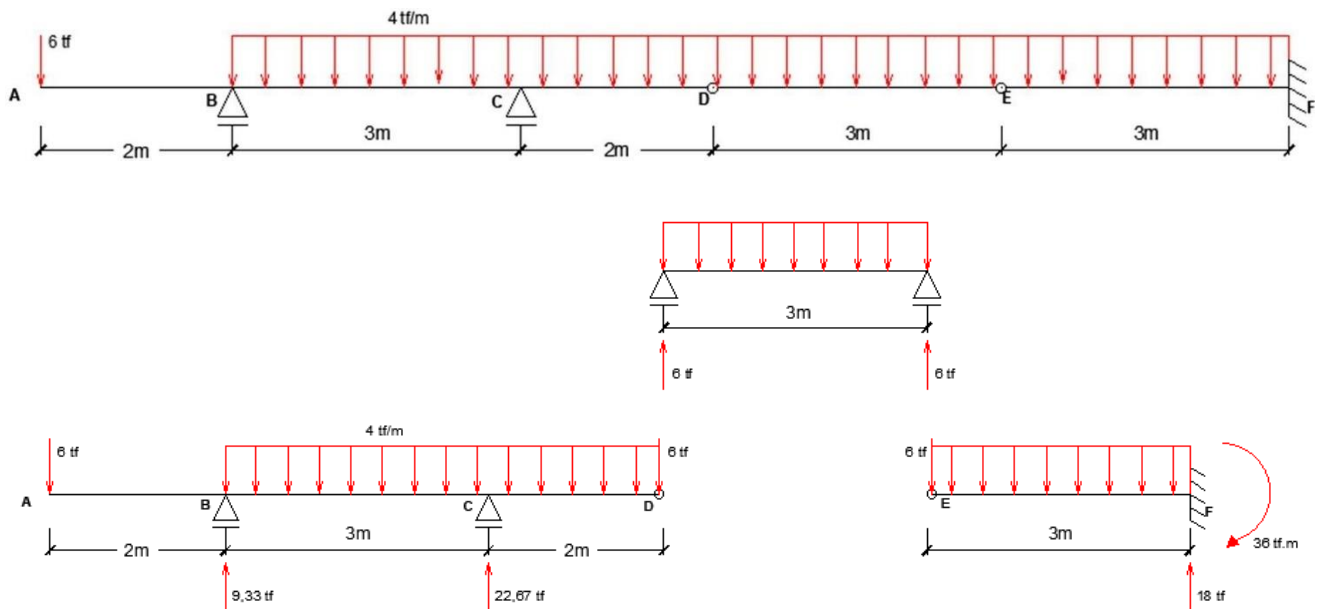 4 tf/m
6 tf
A B C D E F
2m 3m 2m 3m 3m
3m
6 tf 6 tf
4 tf/m
6 tf 6 tf 6 tf
A B C D E F
2m 3m 2m 3m 36 tf.m
9,33 tf 22,67 tf 18 tf